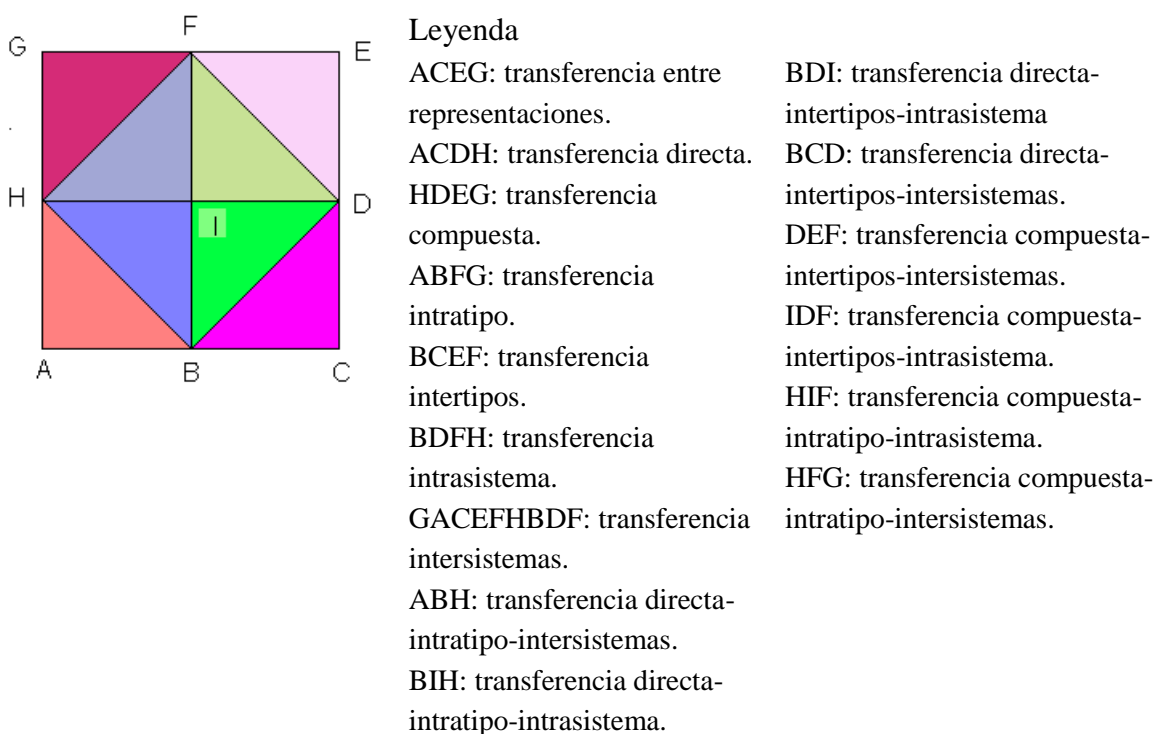 F
G
E
H
I
D
A
B
C
Leyenda
ACEG: transferencia entre
representaciones.
ACDH: transferencia directa.
HDEG: transferencia
compuesta.
ABFG: transferencia
intratipo.
BCEF: transferencia
intertipos.
BDFH: transferencia
intrasistema.
GACEFHBDF: transferencia
intersistemas.
ABH: transferencia directa-
intratipo-intersistemas.
BIH: transferencia directa-
intratipo-intrasistema.
BDI: transferencia directa-
intertipos-intrasistema
BCD: transferencia directa-
intertipos-intersistemas.
DEF: transferencia compuesta-
intertipos-intersistemas.
IDF: transferencia compuesta-
intertipos-intrasistema.
HIF: transferencia compuesta-
intratipo-intrasistema.
HFG: transferencia compuesta-
intratipo-intersistemas.